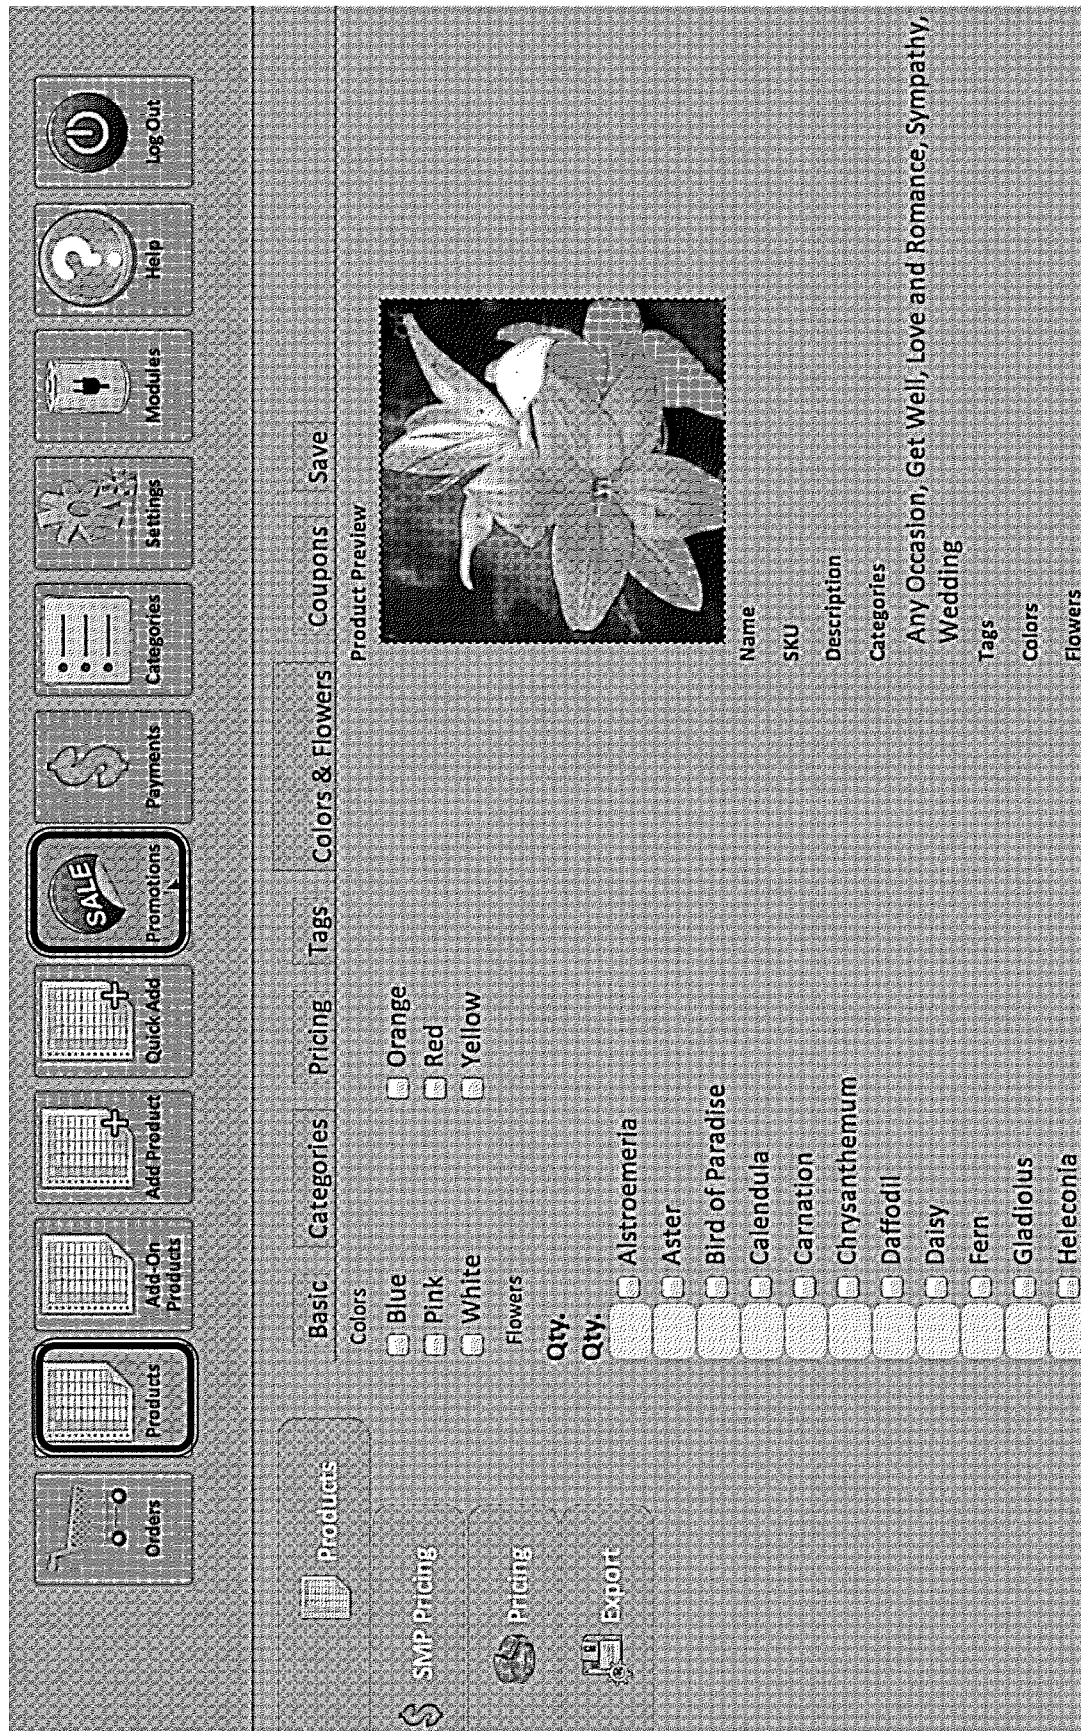 Orders
Products
Add-On
Products
Add Product
Quick Add
SALE
Promotions
Payments
Categories
Settings
Modules
?
Help
Log Out
Products
SMP Pricing
Pricing
Export
Basic
Categories
Pricing
Tags
Colors & Flowers
Coupons
Save
Colors
Blue
Orange
Pink
Red
White
Yellow
Flowers
Qty.
Qty.
Alstroemeria
Aster
Bird of Paradise
Calendula
Carnation
Chrysanthemum
Daffodil
Daisy
Fern
Gladiolus
Heleconia
Product Preview
Name
SKU
Description
Categories
Any Occasion, Get Well, Love and Romance, Sympathy,
Wedding
Tags
Colors
Flowers